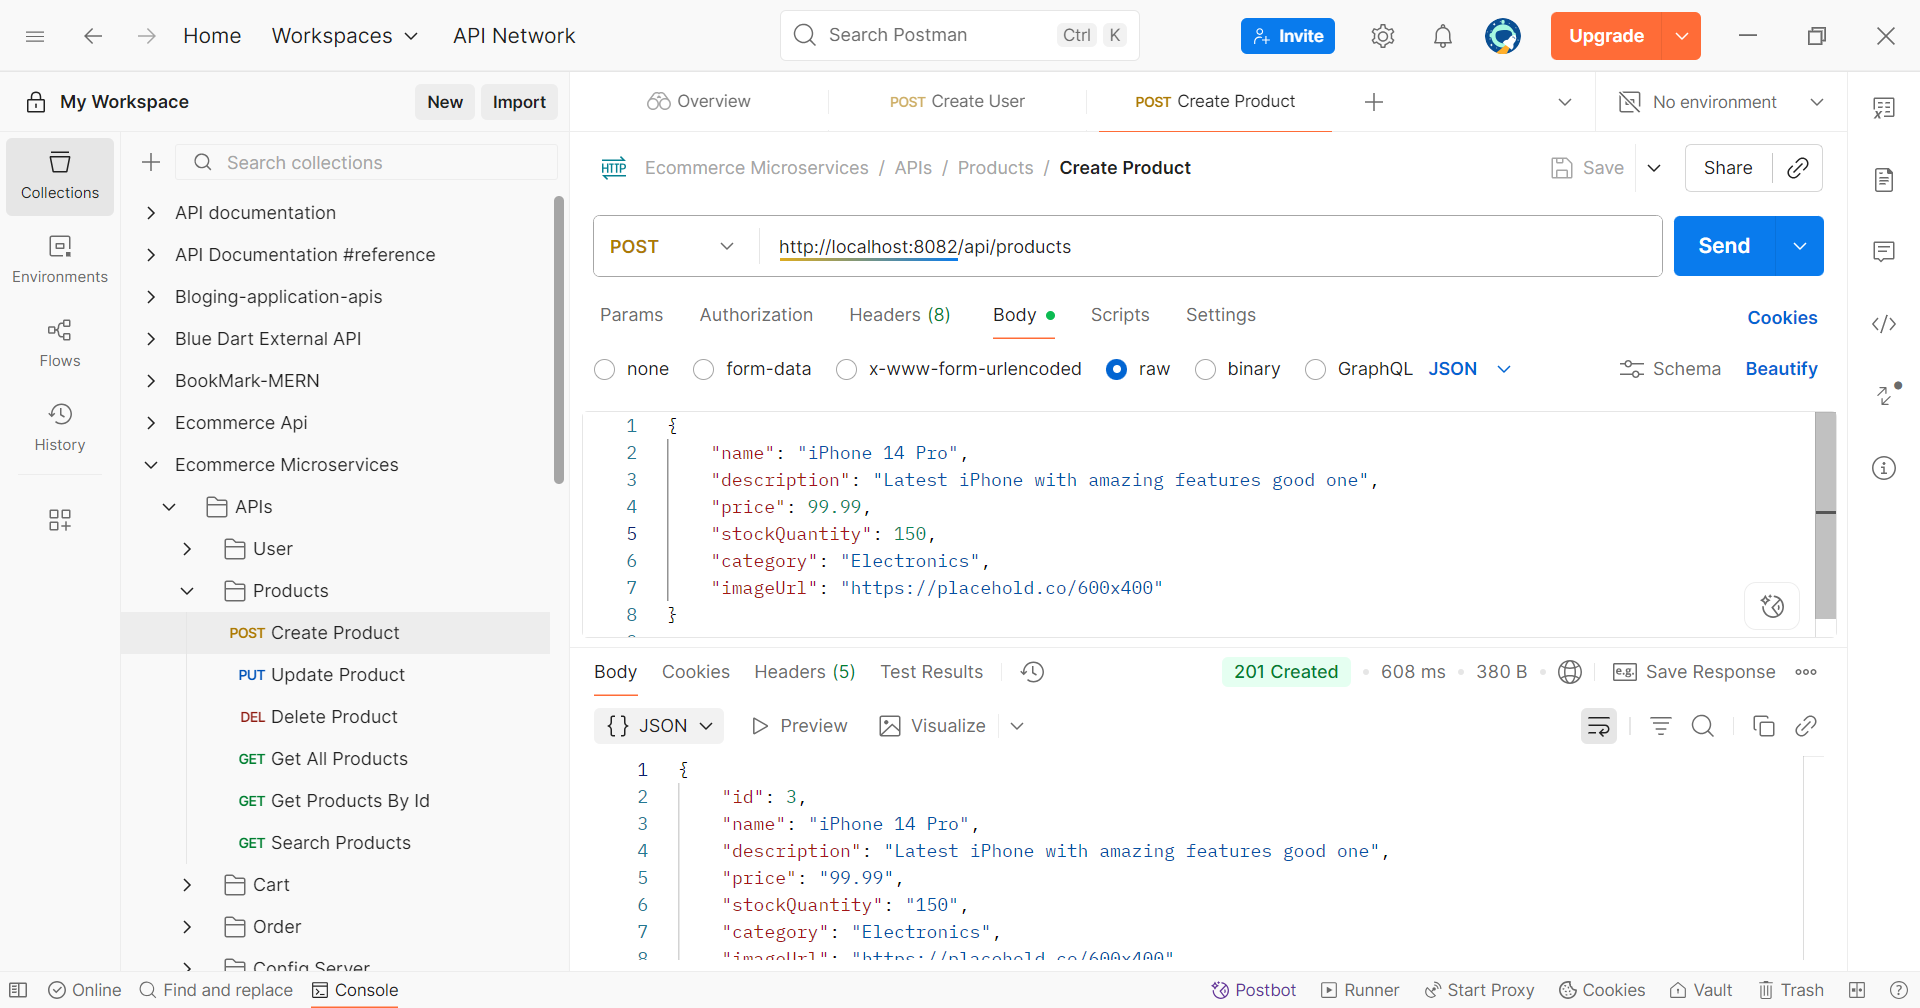 Home Workspaces API Network Search Postman Ctrl K Invite Upgrade
My Workspace New Import
Overview POST Create User POST Create Product No environment
Collections
Environments
Flows
History
Search collections
API documentation
API Documentation #reference
Bloging-application-apis
Blue Dart External API
BookMark-MERN
Ecommerce Api
Ecommerce Microservices
APIs
User
Products
POST Create Product
PUT Update Product
DEL Delete Product
GET Get All Products
GET Get Products By Id
GET Search Products
Cart
Order
Config Server
HTTP Ecommerce Microservices / APIs / Products / Create Product Save Share
POST http://localhost:8082/api/products Send
Params Authorization Headers (8) Body Scripts Settings Cookies
none form-data x-www-form-urlencoded raw binary GraphQL JSON Schema Beautify
1 {
2 "name": "iPhone 14 Pro",
3 "description": "Latest iPhone with amazing features good one",
4 "price": 99.99,
5 "stockQuantity": 150,
6 "category": "Electronics",
7 "imageUrl": "https://placehold.co/600x400"
8 }
Body Cookies Headers (5) Test Results 201 Created 608 ms 380 B e.g. Save Response
{} JSON Preview Visualize
1 {
2 "id": 3,
3 "name": "iPhone 14 Pro",
4 "description": "Latest iPhone with amazing features good one",
5 "price": "99.99",
6 "stockQuantity": "150",
7 "category": "Electronics",
8 "imageUrl": "https://placehold.co/600x400"
Online Find and replace Console Postbot Runner Start Proxy Cookies Vault Trash